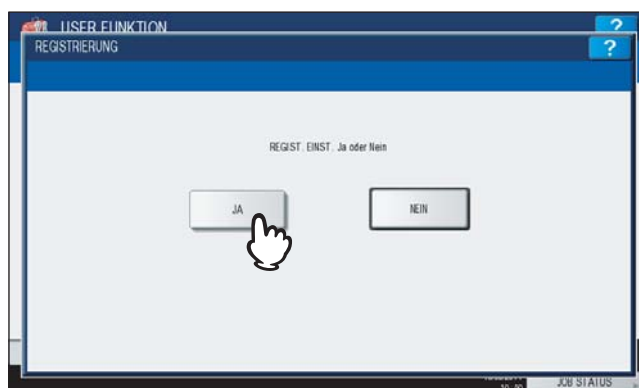 USER FUNKTION
?
REGISTRIERUNG
?
REGIST. EINST. Ja oder Nein
JA
NEIN
JOB STATUS